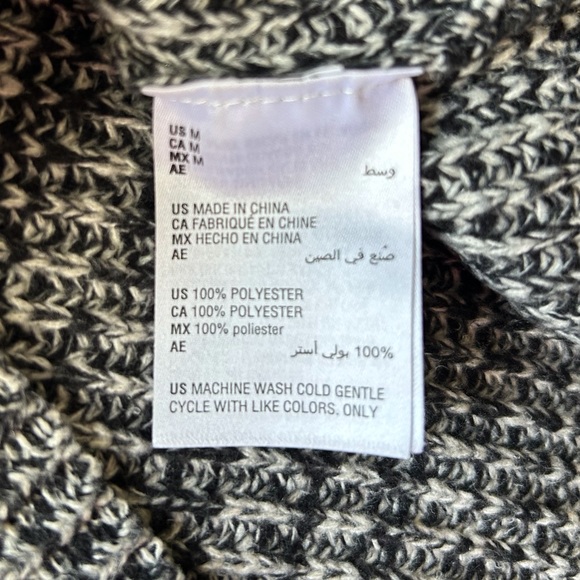 US M
CA M
MX M
AE وسط
US MADE IN CHINA
CA FABRIQUÉ EN CHINE
MX HECHO EN CHINA
AE صُنع في الصين
US 100% POLYESTER
CA 100% POLYESTER
MX 100% poliester
AE 100% بولي أستر
US MACHINE WASH COLD GENTLE
CYCLE WITH LIKE COLORS. ONLY